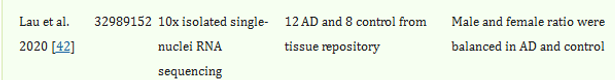 Lau et al. 32989152 10x isolated single- 12 AD and 8 control from Male and female ratio were
2020 [42] nuclei RNA tissue repository balanced in AD and control
sequencing